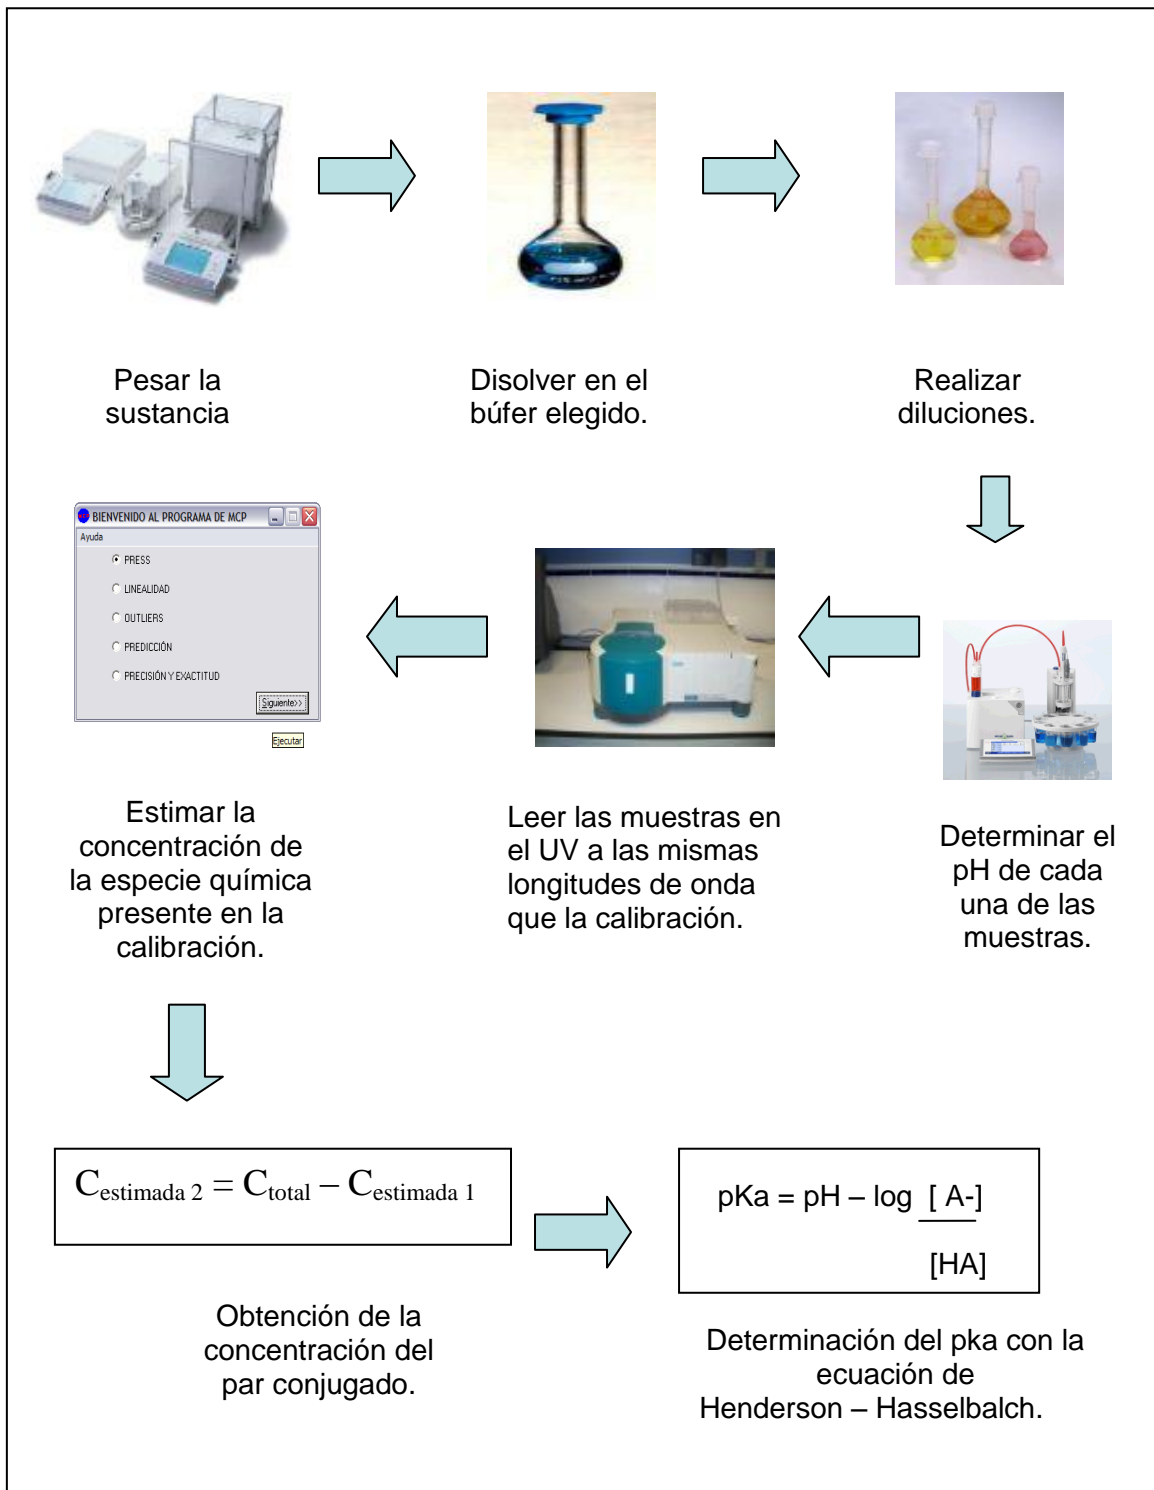 Pesar la
sustancia
Disolver en el
búfer elegido.
Realizar
diluciones.
BIENVENIDO AL PROGRAMA DE MCP
Ayuda
PRESS
LINEALIDAD
OUTLIERS
PREDICCIÓN
PRECISIÓN Y EXACTITUD
Siguiente>>
Ejecutar
Determinar el
pH de cada
una de las
muestras.
Leer las muestras en
el UV a las mismas
longitudes de onda
que la calibración.
Estimar la
concentración de
la especie química
presente en la
calibración.
C estimada 2 = C total – C estimada 1
Obtención de la
concentración del
par conjugado.
pKa = pH – log [ A-]
[HA]
Determinación del pka con la
ecuación de
Henderson – Hasselbalch.